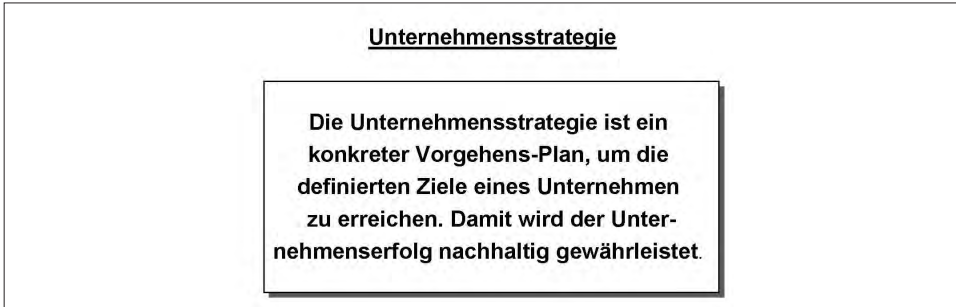 Unternehmensstrategie
Die Unternehmensstrategie ist ein
konkreter Vorgehens-Plan, um die
definierten Ziele eines Unternehmen
zu erreichen. Damit wird der Unter-
nehmenserfolg nachhaltig gewährleistet.